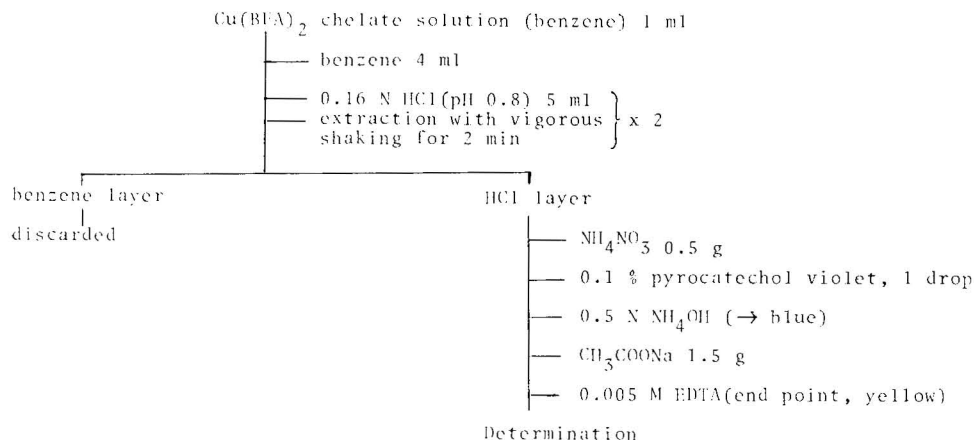 Cu(BFA)₂ chelate solution (benzene) 1 ml
benzene 4 ml
0.16 N HCl(pH 0.8) 5 ml
extraction with vigorous
shaking for 2 min
x 2
benzene layer
discarded
HCl layer
NH₄NO₃ 0.5 g
0.1 % pyrocatechol violet, 1 drop
0.5 N NH₄OH (→ blue)
CH₃COONa 1.5 g
0.005 M EDTA(end point, yellow)
Determination